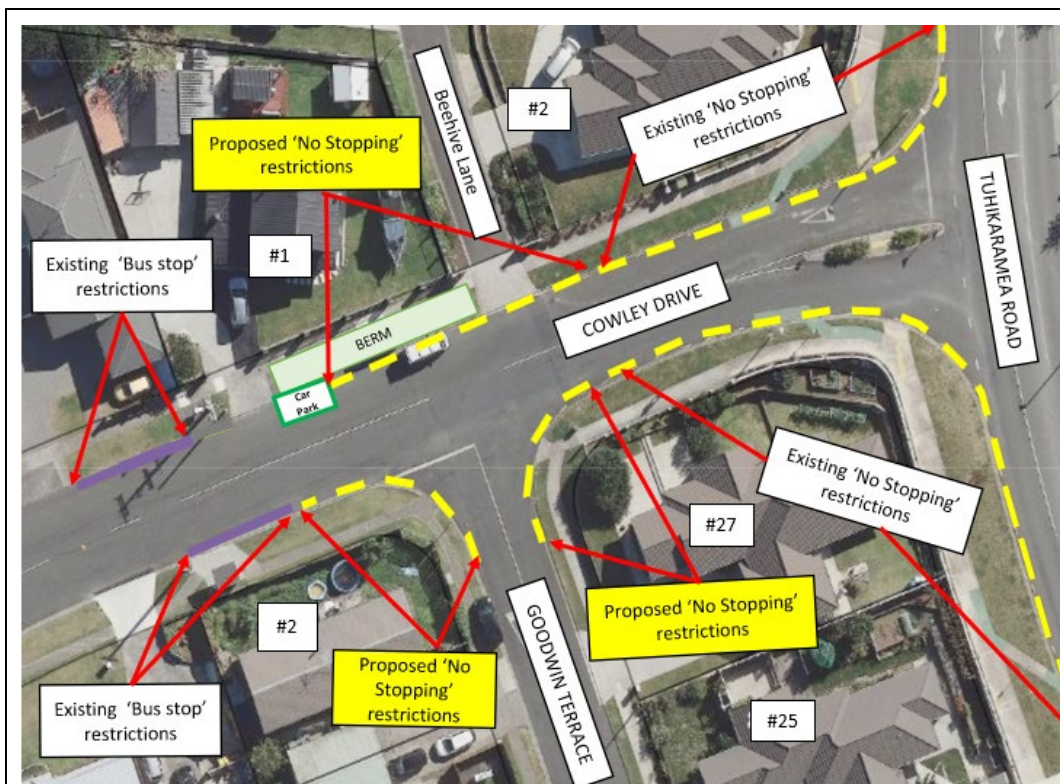 Beehive Lane
#2
Existing 'No Stopping'
restrictions
Proposed 'No Stopping'
restrictions
TUHIKARAMEA ROAD
#1
Existing 'Bus stop'
restrictions
COWLEY DRIVE
BERM
Car
Park
Existing 'No Stopping'
restrictions
#27
Proposed 'No Stopping'
restrictions
#2
GOODWIN TERRACE
Proposed 'No
Stopping'
restrictions
Existing 'Bus stop'
restrictions
#25